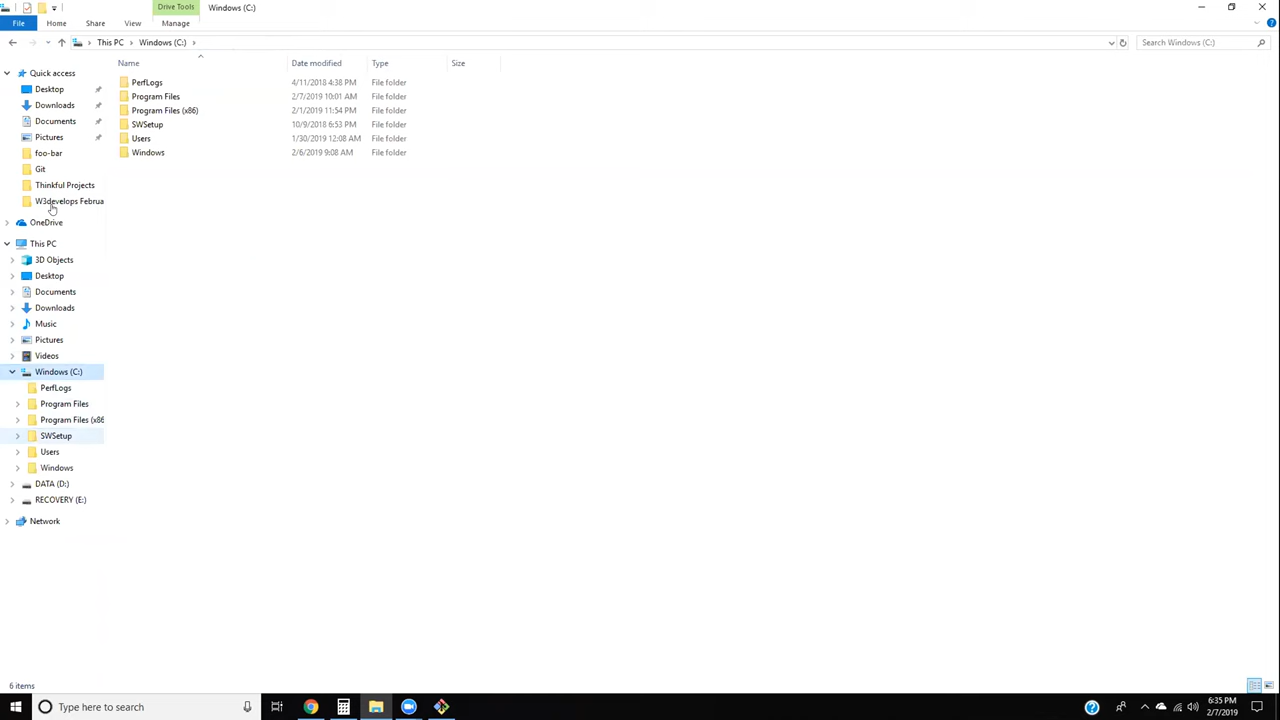 Drive Tools Windows (C:)
File Home Share View Manage
This PC Windows (C:) Search Windows (C:)
Name Date modified Type Size
PerfLogs 4/11/2018 4:38 PM File folder
Program Files 2/7/2019 10:01 AM File folder
Program Files (x86) 2/1/2019 11:54 PM File folder
SWSetup 10/9/2018 6:53 PM File folder
Users 1/30/2019 12:08 AM File folder
Windows 2/6/2019 9:08 AM File folder
Quick access
Desktop
Downloads
Documents
Pictures
foo-bar
Git
Thinkful Projects
W3develops Februa
OneDrive
This PC
3D Objects
Desktop
Documents
Downloads
Music
Pictures
Videos
Windows (C:)
PerfLogs
Program Files
Program Files (x86
SWSetup
Users
Windows
DATA (D:)
RECOVERY (E:)
Network
6 items
Type here to search
6:35 PM
2/7/2019